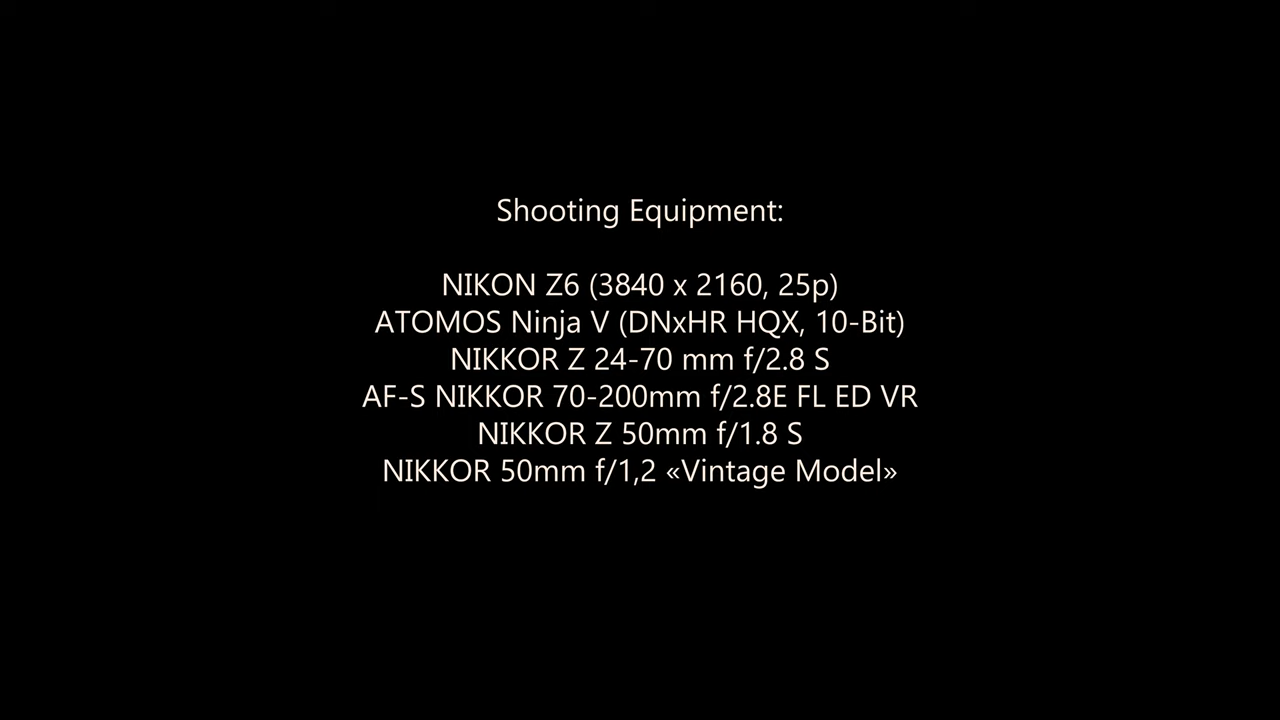 Shooting Equipment:
NIKON Z6 (3840 x 2160, 25p)
ATOMOS Ninja V (DNxHR HQX, 10-Bit)
NIKKOR Z 24-70 mm f/2.8 S
AF-S NIKKOR 70-200mm f/2.8E FL ED VR
NIKKOR Z 50mm f/1.8 S
NIKKOR 50mm f/1,2 «Vintage Model»